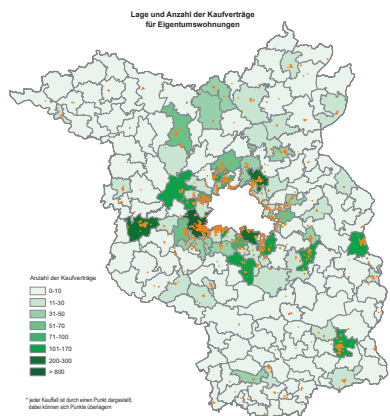 Lage und Anzahl der Kaufverträge
für Eigentumswohnungen
Anzahl der Kaufverträge
0-10
11-30
31-50
51-70
71-100
101-170
200-300
> 800
* jeder Kauffall ist durch einen Punkt dargestellt,
dabei können sich Punkte überlagern